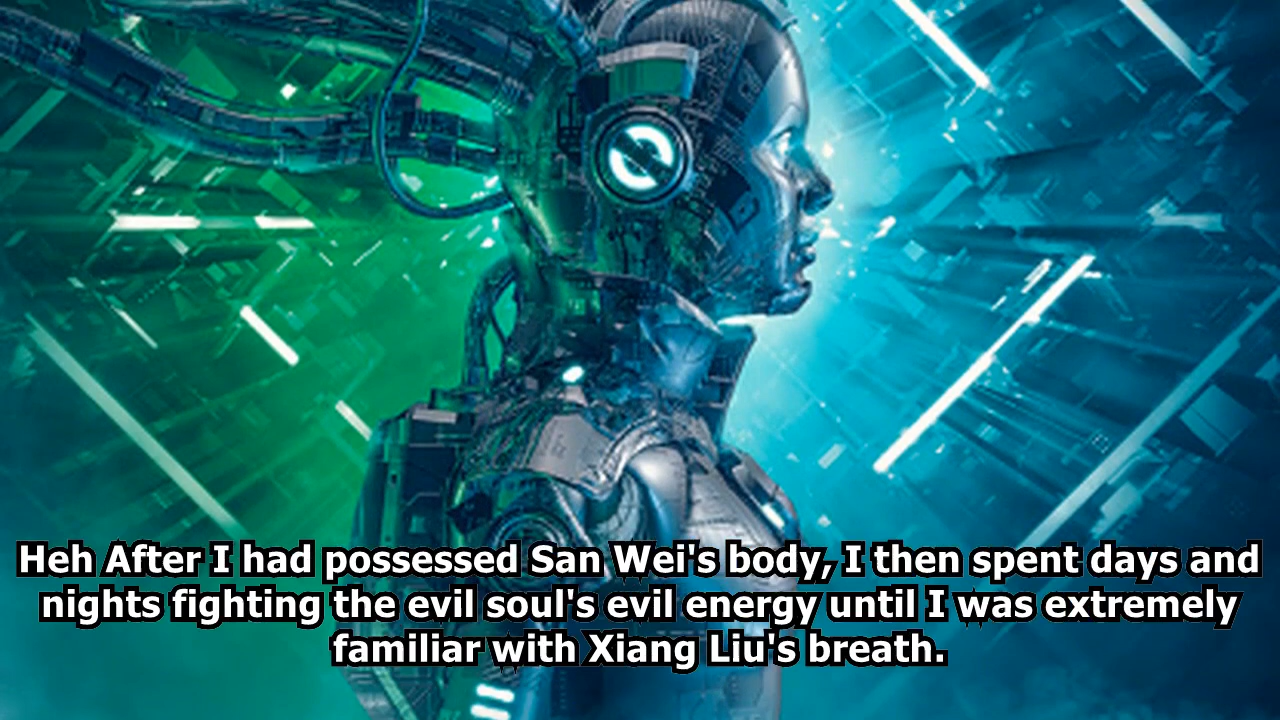 Heh After I had possessed San Wei's body, I then spent days and
nights fighting the evil soul's evil energy until I was extremely
familiar with Xiang Liu's breath.